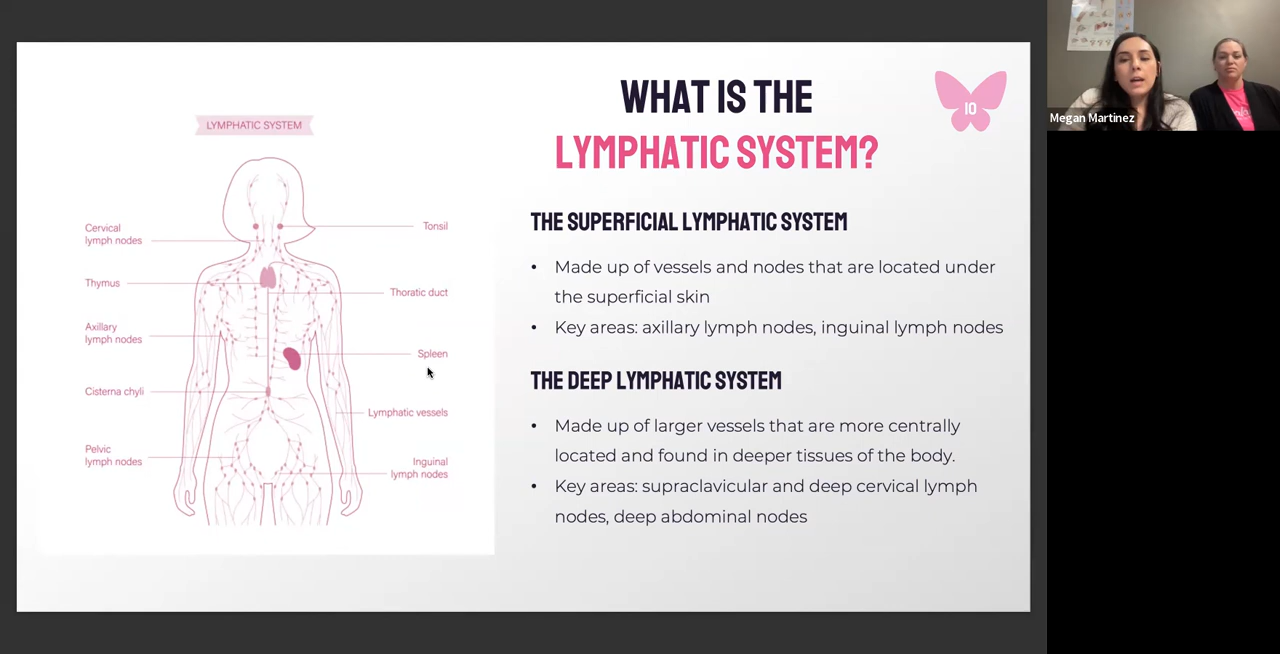 LYMPHATIC SYSTEM
Cervical
lymph nodes
Thymus
Axillary
lymph nodes
Cisterna chyli
Pelvic
lymph nodes
Tonsil
Thoratic duct
Spleen
Lymphatic vessels
Inguinal
lymph nodes
WHAT IS THE
LYMPHATIC SYSTEM?
10
THE SUPERFICIAL LYMPHATIC SYSTEM
• Made up of vessels and nodes that are located under
the superficial skin
• Key areas: axillary lymph nodes, inguinal lymph nodes
THE DEEP LYMPHATIC SYSTEM
• Made up of larger vessels that are more centrally
located and found in deeper tissues of the body.
• Key areas: supraclavicular and deep cervical lymph
nodes, deep abdominal nodes
Megan Martinez